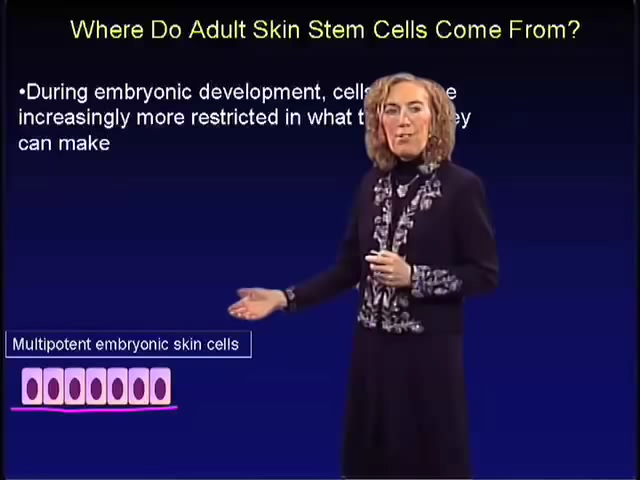 Where Do Adult Skin Stem Cells Come From?
•During embryonic development, cells
increasingly more restricted in what
can make
Multipotent embryonic skin cells